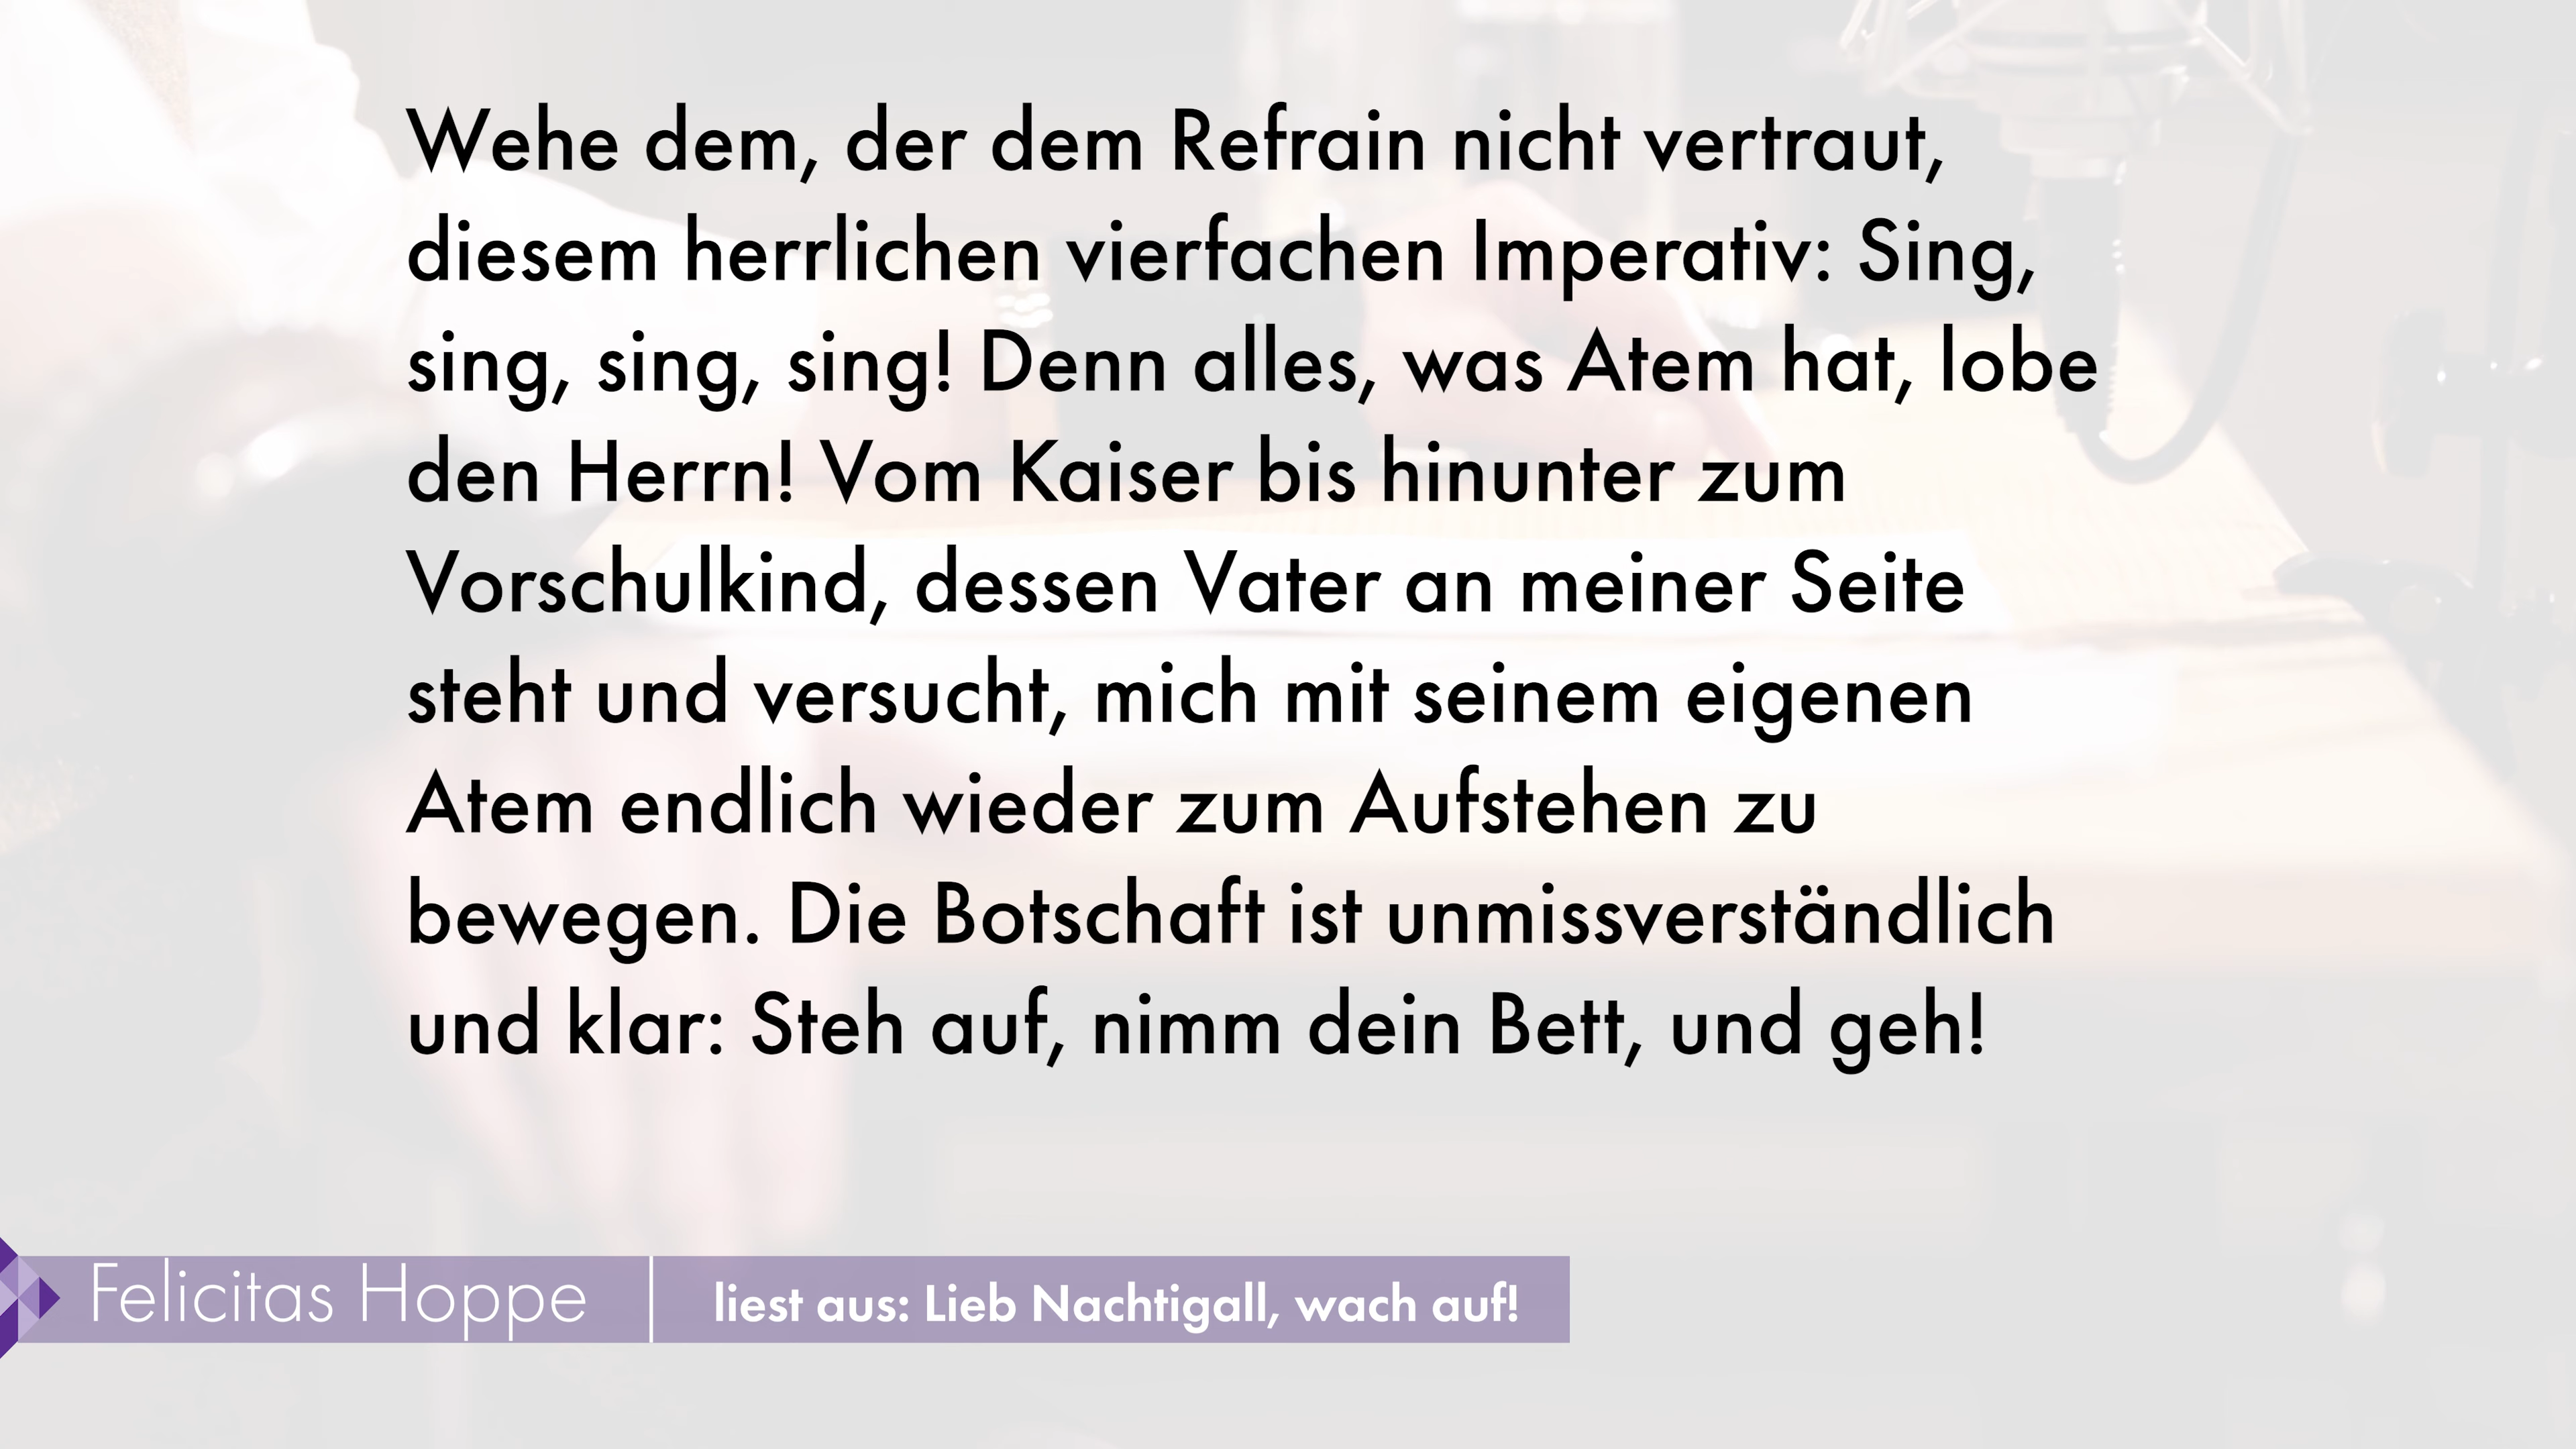 Wehe dem, der dem Refrain nicht vertraut,
diesem herrlichen vierfachen Imperativ: Sing,
sing, sing, sing! Denn alles, was Atem hat, lobe
den Herrn! Vom Kaiser bis hinunter zum
Vorschulkind, dessen Vater an meiner Seite
steht und versucht, mich mit seinem eigenen
Atem endlich wieder zum Aufstehen zu
bewegen. Die Botschaft ist unmissverständlich
und klar: Steh auf, nimm dein Bett, und geh!
Felicitas Hoppe | liest aus: Lieb Nachtigall, wach auf!